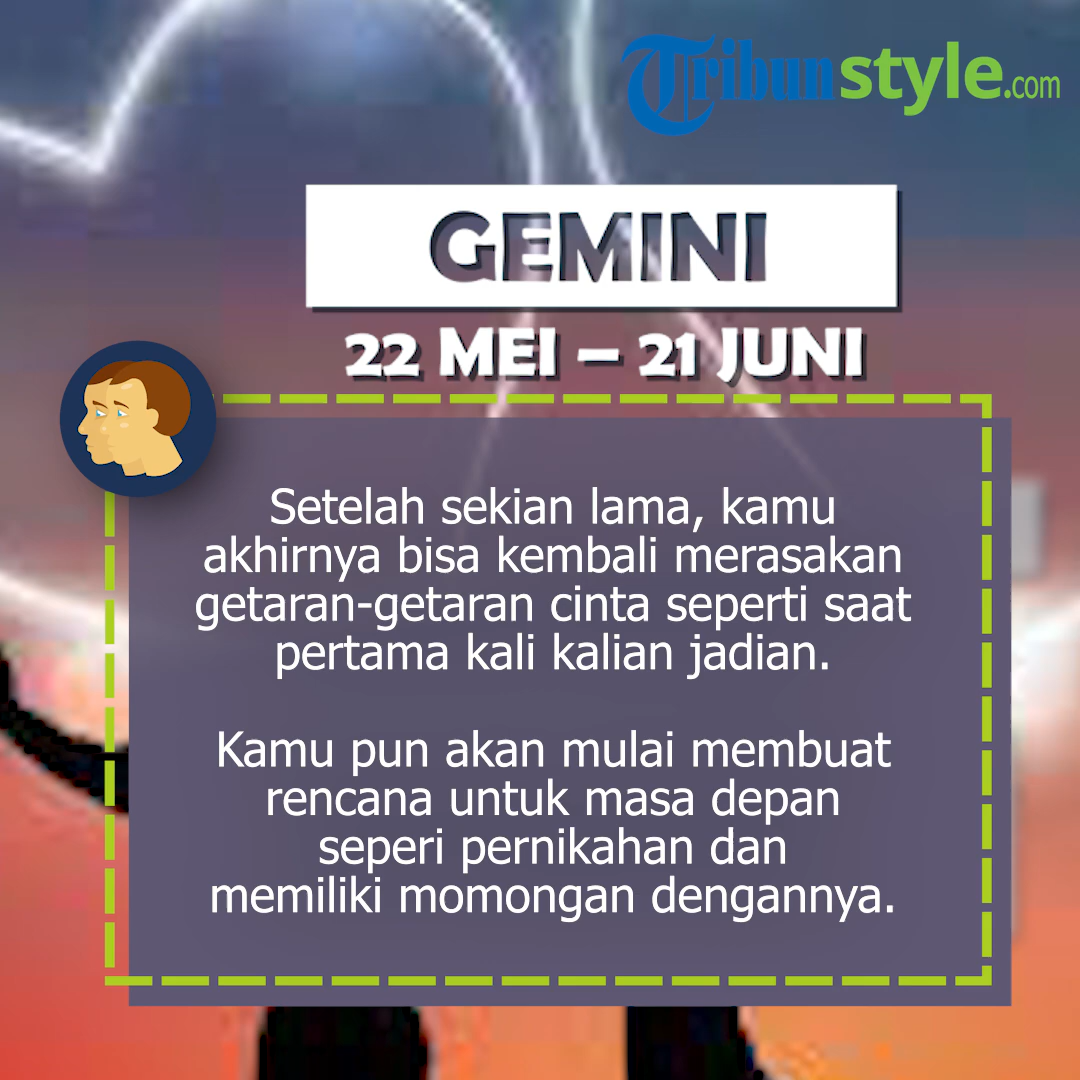 Tribunstyle.com
GEMINI
22 MEI – 21 JUNI
Setelah sekian lama, kamu
akhirnya bisa kembali merasakan
getaran-getaran cinta seperti saat
pertama kali kalian jadian.
Kamu pun akan mulai membuat
rencana untuk masa depan
seperi pernikahan dan
memiliki momongan dengannya.